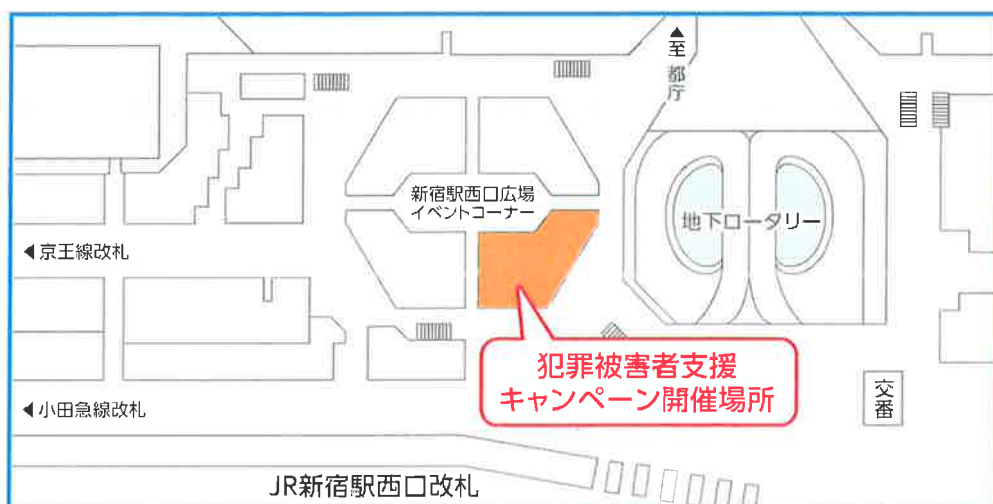 ▲至 都庁
新宿駅西口広場
イベントコーナー
地下ロータリー
◀京王線改札
犯罪被害者支援
キャンペーン開催場所
交番
◀小田急線改札
JR新宿駅西口改札